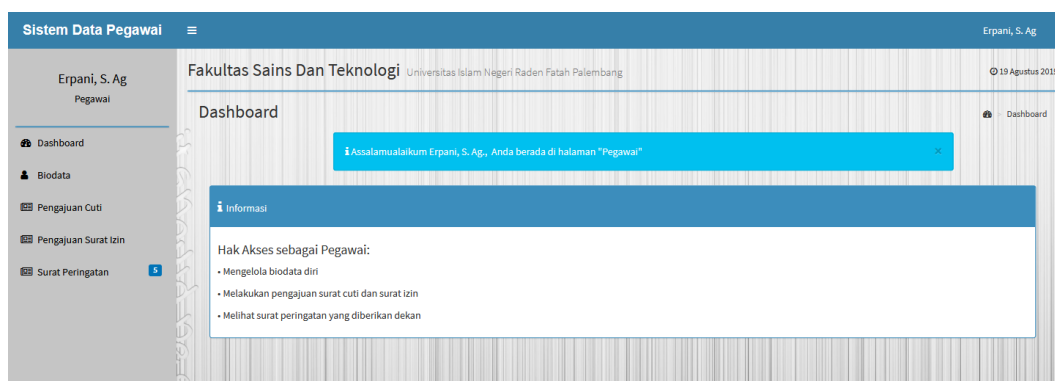 Sistem Data Pegawai
Erpani, S. Ag
Erpani, S. Ag
Pegawai
Dashboard
Biodata
Pengajuan Cuti
Pengajuan Surat Izin
Surat Peringatan 5
Fakultas Sains Dan Teknologi Universitas Islam Negeri Raden Fatah Palembang
19 Agustus 2019
Dashboard
Dashboard
Assalamualaikum Erpani, S. Ag., Anda berada di halaman "Pegawai" ×
Informasi
Hak Akses sebagai Pegawai:
• Mengelola biodata diri
• Melakukan pengajuan surat cuti dan surat izin
• Melihat surat peringatan yang diberikan dekan